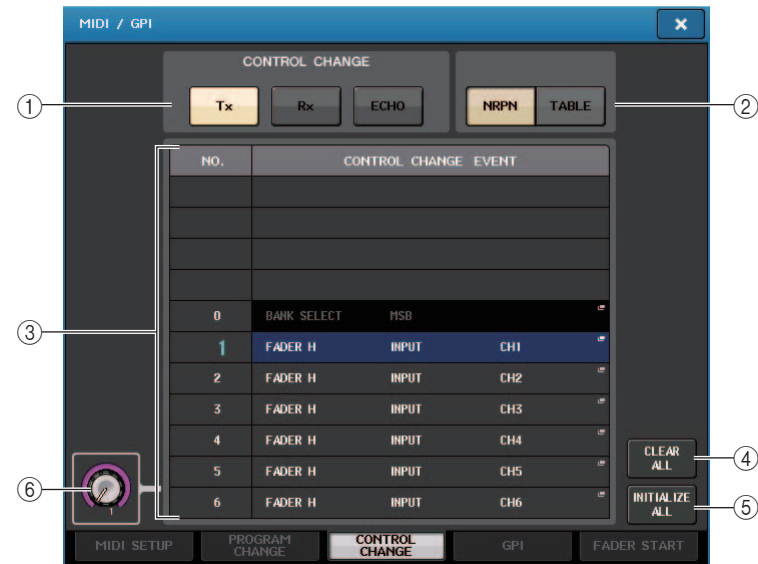 MIDI / GPI
×
CONTROL CHANGE
Tx Rx ECHO NRPN TABLE
① ②
NO. CONTROL CHANGE EVENT
0 BANK SELECT MSB
③
1 FADER H INPUT CH1
2 FADER H INPUT CH2
3 FADER H INPUT CH3
4 FADER H INPUT CH4
5 FADER H INPUT CH5
6 FADER H INPUT CH6
CLEAR
ALL
④
INITIALIZE
ALL
⑤
⑥
1
MIDI SETUP
PROGRAM
CHANGE
CONTROL
CHANGE
GPI
FADER START